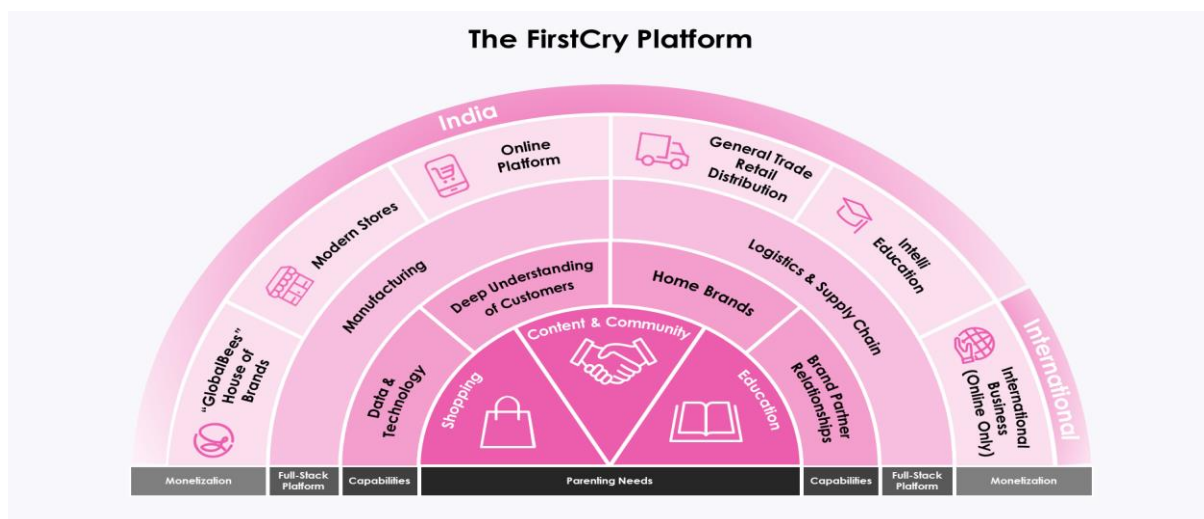 The FirstCry Platform
India
International
"GlobalBees"
House of
Brands
Modern Stores
Online
Platform
General Trade
Retail
Distribution
Intelli
Education
International
Business
(Online Only)
Manufacturing
Logistics & Supply Chain
Data &
Technology
Deep Understanding
of Customers
Home Brands
Brand Partner
Relationships
Shopping
Content & Community
Education
Monetization
Full-Stack
Platform
Capabilities
Parenting Needs
Capabilities
Full-Stack
Platform
Monetization